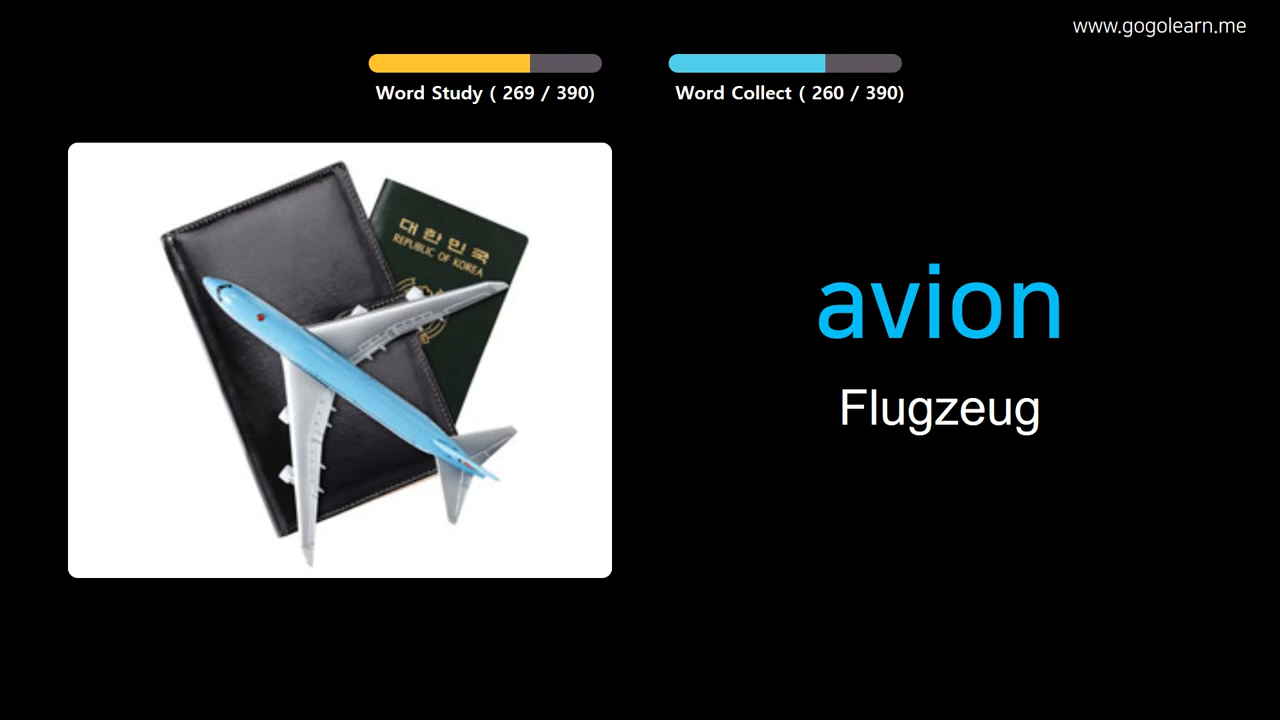 www.gogolearn.me
Word Study ( 269 / 390)
Word Collect ( 260 / 390)
대한민국
REPUBLIC OF KOREA
avion
Flugzeug